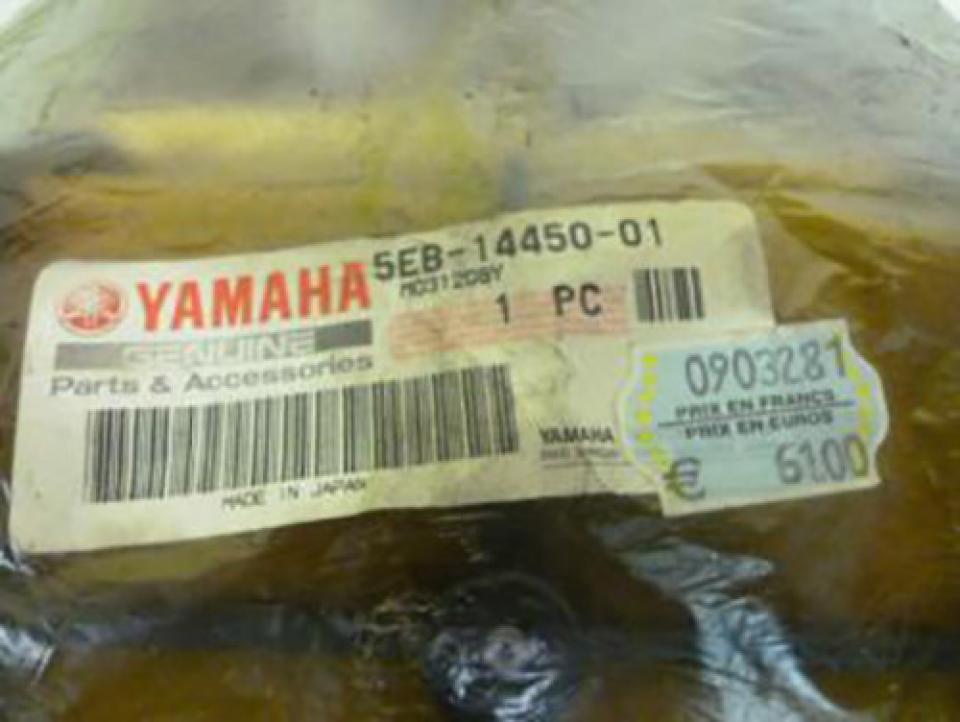 5EB-14450-01
YAMAHA
MD31208Y
1 PC
GENUINE
Parts & Accessories
MADE IN JAPAN
YAMAHA
0903281
PRIX EN FRANCS
PRIX EN EUROS
€ 61.00